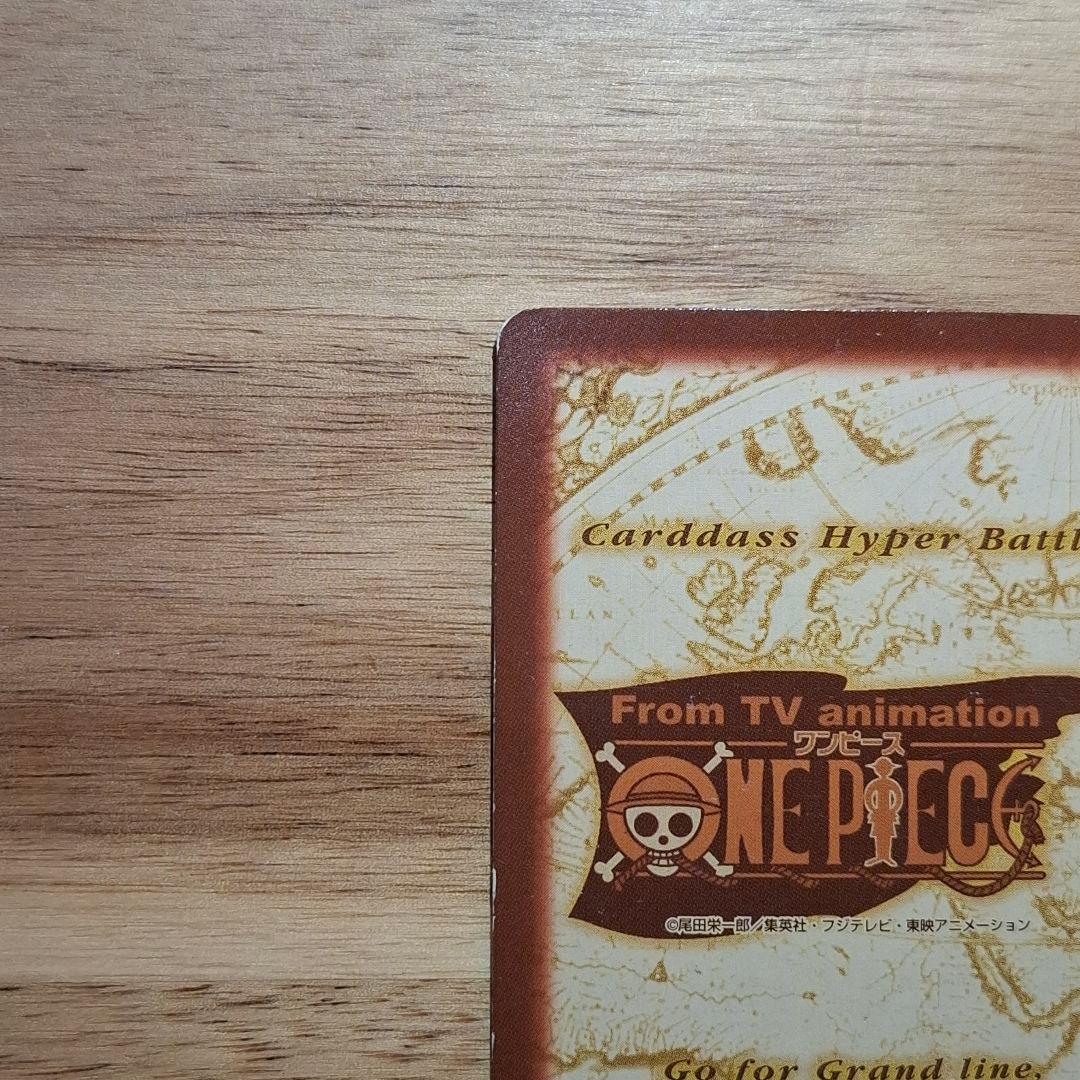 Carddass Hyper Battl
ILAN
From TV animation
ワンピース
ONE PIECE
©尾田栄一郎/集英社・フジテレビ・東映アニメーション
Go for Grand line,